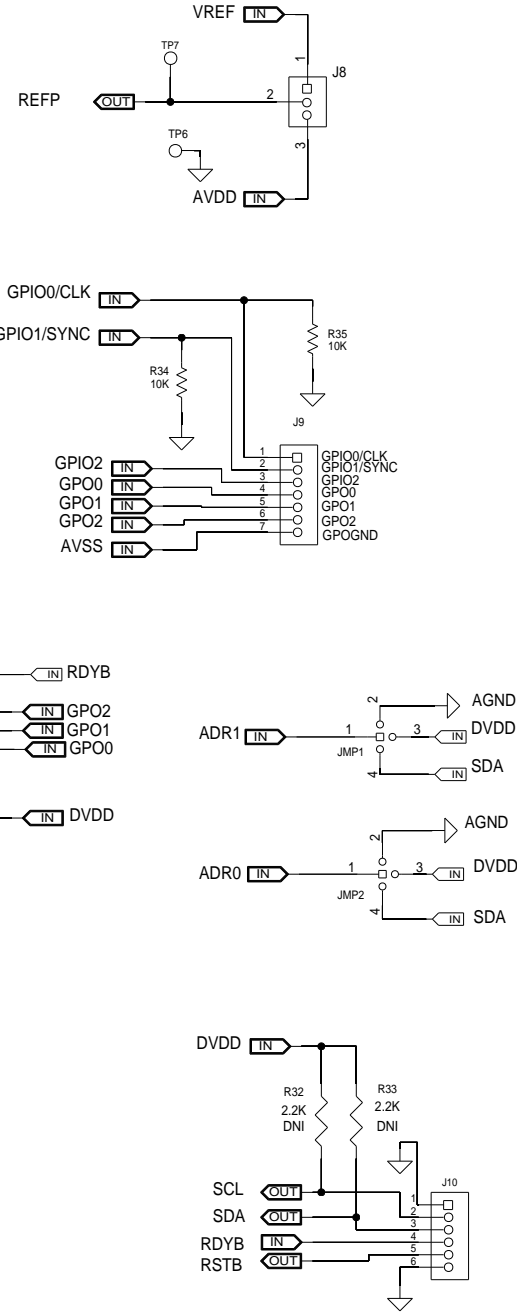 VREF IN
1
TP7
J8
REFP OUT 2
TP6
3
AVDD IN
GPIO0/CLK IN
GPIO1/SYNC IN
R35
10K
R34
10K
J9
1 GPIO0/CLK
2 GPIO1/SYNC
GPIO2 IN 3 GPIO2
GPO0 IN 4 GPO0
GPO1 IN 5 GPO1
GPO2 IN 6 GPO2
AVSS IN 7 GPOGND
IN RDYB
IN GPO2
IN GPO1
IN GPO0
IN DVDD
2 AGND
ADR1 IN 1 3 IN DVDD
JMP1
4 IN SDA
2 AGND
ADR0 IN 1 3 IN DVDD
JMP2
4 IN SDA
DVDD IN
R32
2.2K
DNI
R33
2.2K
DNI
J10
1
SCL OUT 2
SDA OUT 3
RDYB IN 4
RSTB OUT 5
6